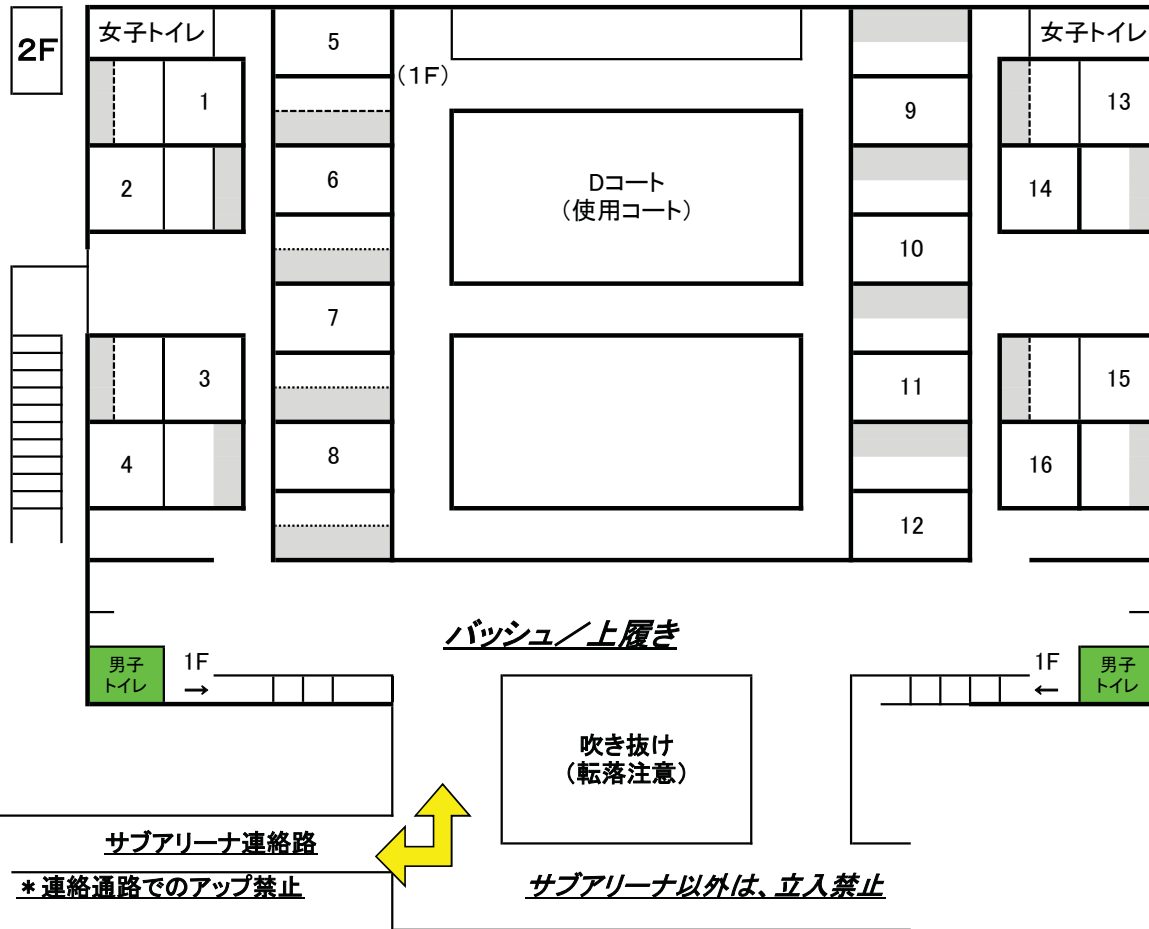 2F
女子トイレ
女子トイレ
5
(1F)
1
9
13
2
6
Dコート
(使用コート)
14
10
7
3
11
15
4
8
16
12
バッシュ/上履き
男子
トイレ
1F
→
1F
←
男子
トイレ
吹き抜け
(転落注意)
サブアリーナ連絡路
*連絡通路でのアップ禁止
サブアリーナ以外は、立入禁止